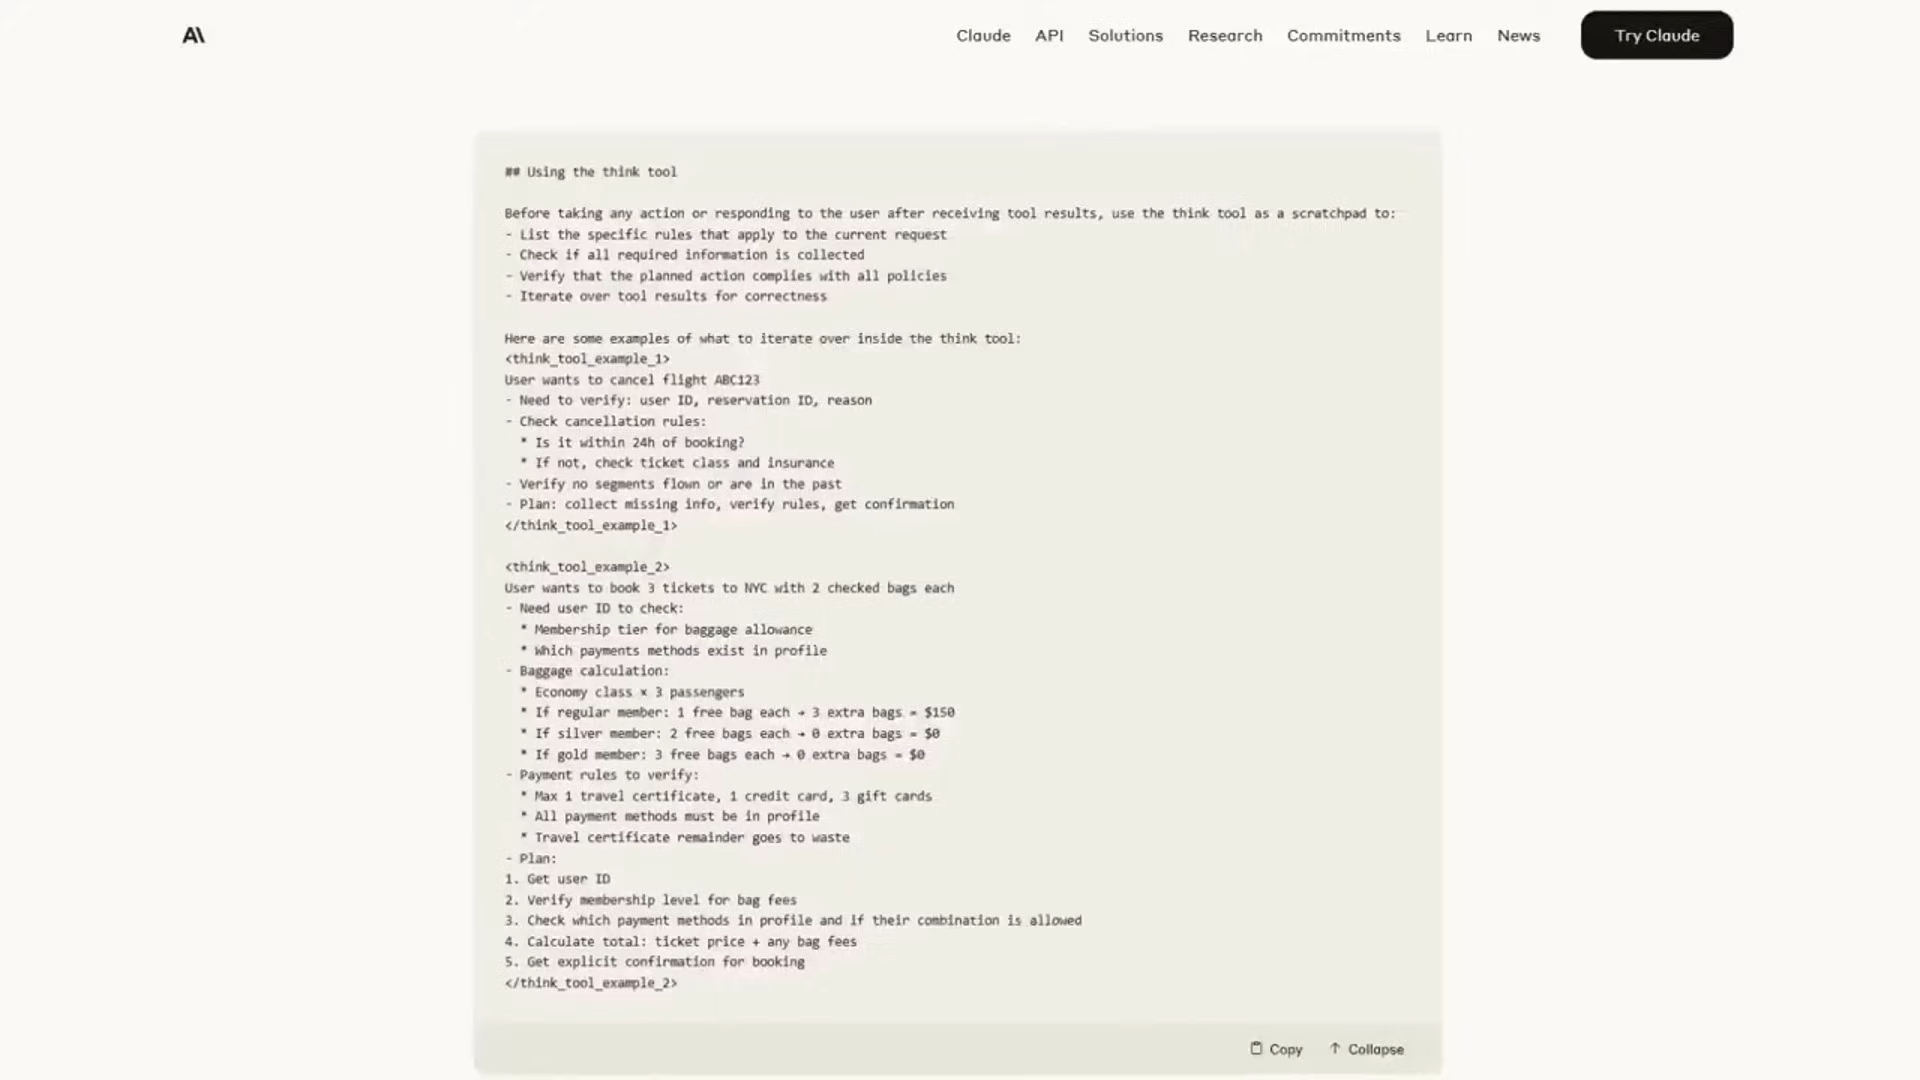 A\
Claude API Solutions Research Commitments Learn News Try Claude
## Using the think tool
Before taking any action or responding to the user after receiving tool results, use the think tool as a scratchpad to:
- List the specific rules that apply to the current request
- Check if all required information is collected
- Verify that the planned action complies with all policies
- Iterate over tool results for correctness
Here are some examples of what to iterate over inside the think tool:
<think_tool_example_1>
User wants to cancel flight ABC123
- Need to verify: user ID, reservation ID, reason
- Check cancellation rules:
* Is it within 24h of booking?
* If not, check ticket class and insurance
- Verify no segments flown or are in the past
- Plan: collect missing info, verify rules, get confirmation
</think_tool_example_1>
<think_tool_example_2>
User wants to book 3 tickets to NYC with 2 checked bags each
- Need user ID to check:
* Membership tier for baggage allowance
* Which payments methods exist in profile
- Baggage calculation:
* Economy class × 3 passengers
* If regular member: 1 free bag each → 3 extra bags = $150
* If silver member: 2 free bags each → 0 extra bags = $0
* If gold member: 3 free bags each → 0 extra bags = $0
- Payment rules to verify:
* Max 1 travel certificate, 1 credit card, 3 gift cards
* All payment methods must be in profile
* Travel certificate remainder goes to waste
- Plan:
1. Get user ID
2. Verify membership level for bag fees
3. Check which payment methods in profile and if their combination is allowed
4. Calculate total: ticket price + any bag fees
5. Get explicit confirmation for booking
</think_tool_example_2>
Copy ↑ Collapse